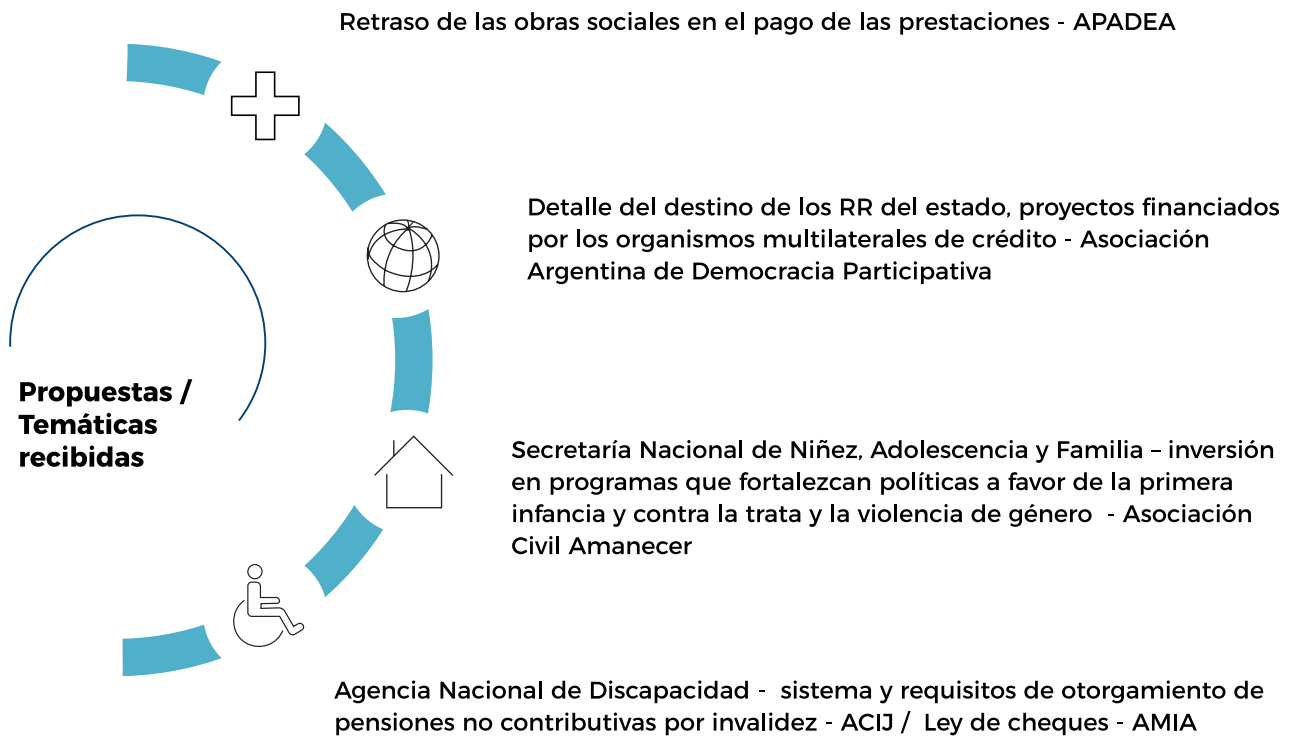 Retraso de las obras sociales en el pago de las prestaciones - APADEA
Detalle del destino de los RR del estado, proyectos financiados
por los organismos multilaterales de crédito - Asociación
Argentina de Democracia Participativa
Propuestas /
Temáticas
recibidas
Secretaría Nacional de Niñez, Adolescencia y Familia – inversión
en programas que fortalezcan políticas a favor de la primera
infancia y contra la trata y la violencia de género - Asociación
Civil Amanecer
Agencia Nacional de Discapacidad - sistema y requisitos de otorgamiento de
pensiones no contributivas por invalidez - ACIJ / Ley de cheques - AMIA